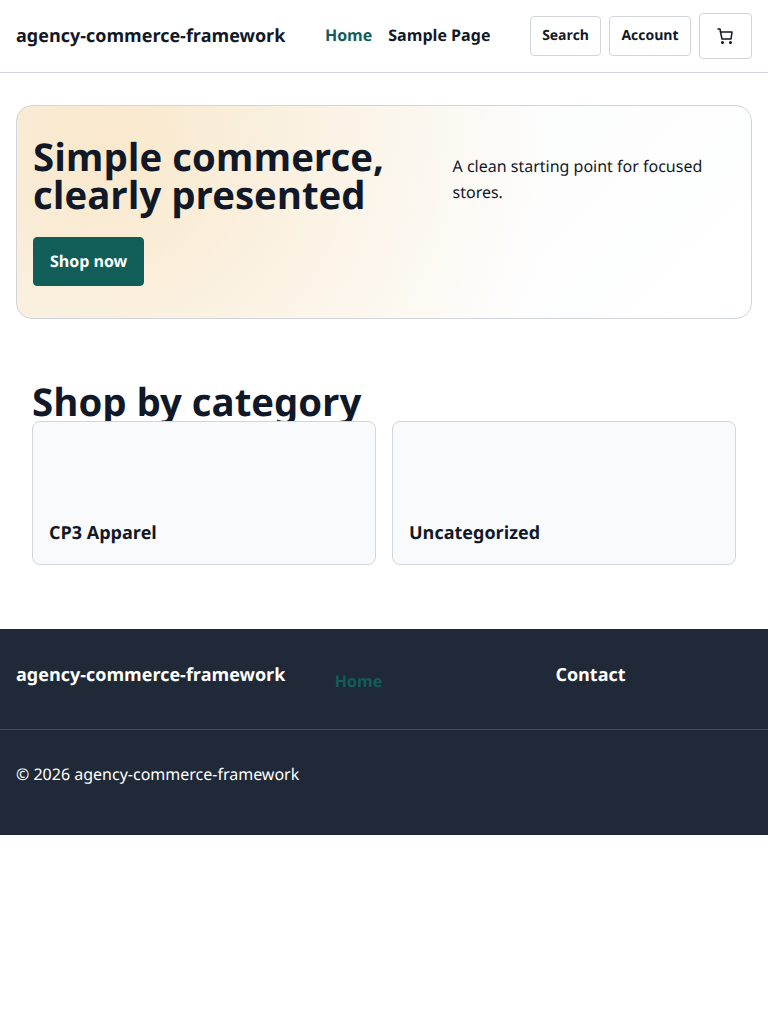 agency-commerce-framework
Home
Sample Page
Search
Account
Simple commerce,
clearly presented
A clean starting point for focused
stores.
Shop now
Shop by category
CP3 Apparel
Uncategorized
agency-commerce-framework
Home
Contact
© 2026 agency-commerce-framework